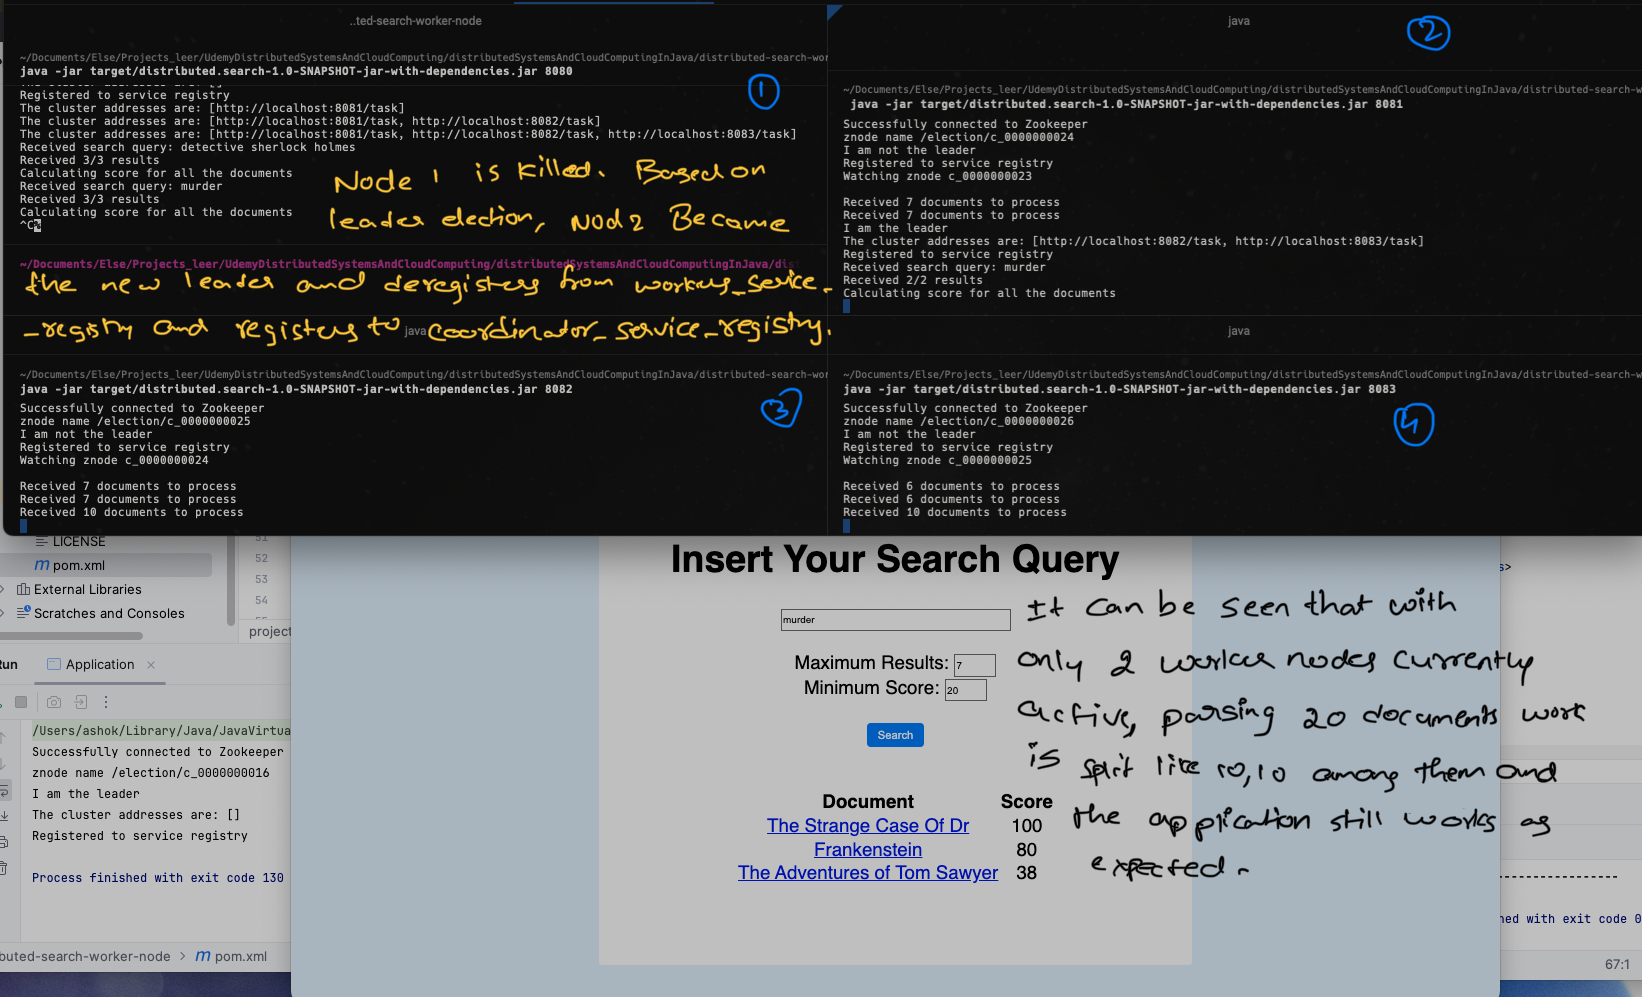 ..ted-search-worker-node
~/Documents/Else/Projects_leer/UdemyDistributedSystemsAndCloudComputing/distributedSystemsAndCloudComputingInJava/distributed-search-wor
java -jar target/distributed.search-1.0-SNAPSHOT-jar-with-dependencies.jar 8080
1
Registered to service registry
The cluster addresses are: [http://localhost:8081/task]
The cluster addresses are: [http://localhost:8081/task, http://localhost:8082/task]
The cluster addresses are: [http://localhost:8081/task, http://localhost:8082/task, http://localhost:8083/task]
Received search query: detective sherlock holmes
Received 3/3 results
Calculating score for all the documents
Received search query: murder
Received 3/3 results
Calculating score for all the documents
^C
Node 1 is killed. Based on
leader election, Nod2 Became
~/Documents/Else/Projects_leer/UdemyDistributedSystemsAndCloudComputing/distributedSystemsAndCloudComputingInJava/dis
the new leader and deregisters from workers_service_
_registry and registers to coordinator_service_registry.
java
2
~/Documents/Else/Projects_leer/UdemyDistributedSystemsAndCloudComputing/distributedSystemsAndCloudComputingInJava/distributed-search-w
java -jar target/distributed.search-1.0-SNAPSHOT-jar-with-dependencies.jar 8081
Successfully connected to Zookeeper
znode name /election/c_0000000024
I am not the leader
Registered to service registry
Watching znode c_0000000023
Received 7 documents to process
Received 7 documents to process
I am the leader
The cluster addresses are: [http://localhost:8082/task, http://localhost:8083/task]
Registered to service registry
Received search query: murder
Received 2/2 results
Calculating score for all the documents
java
~/Documents/Else/Projects_leer/UdemyDistributedSystemsAndCloudComputing/distributedSystemsAndCloudComputingInJava/distributed-search-wor
java -jar target/distributed.search-1.0-SNAPSHOT-jar-with-dependencies.jar 8082
3
Successfully connected to Zookeeper
znode name /election/c_0000000025
I am not the leader
Registered to service registry
Watching znode c_0000000024
Received 7 documents to process
Received 7 documents to process
Received 10 documents to process
java
~/Documents/Else/Projects_leer/UdemyDistributedSystemsAndCloudComputing/distributedSystemsAndCloudComputingInJava/distributed-search-w
java -jar target/distributed.search-1.0-SNAPSHOT-jar-with-dependencies.jar 8083
4
Successfully connected to Zookeeper
znode name /election/c_0000000026
I am not the leader
Registered to service registry
Watching znode c_0000000025
Received 6 documents to process
Received 6 documents to process
Received 10 documents to process
LICENSE
pom.xml
External Libraries
Scratches and Consoles
52
53
54
project
Application
/Users/ashok/Library/Java/JavaVirtua
Successfully connected to Zookeeper
znode name /election/c_0000000016
I am the leader
The cluster addresses are: []
Registered to service registry
Process finished with exit code 130
buted-search-worker-node > pom.xml
Insert Your Search Query
murder
Maximum Results: 7
Minimum Score: 20
Search
Document Score
The Strange Case Of Dr 100
Frankenstein 80
The Adventures of Tom Sawyer 38
It can be seen that with
only 2 worker nodes currently
active, parsing 20 documents work
is split like 10,10 among them and
the application still works as
expected.
s>
hed with exit code 0
67:1